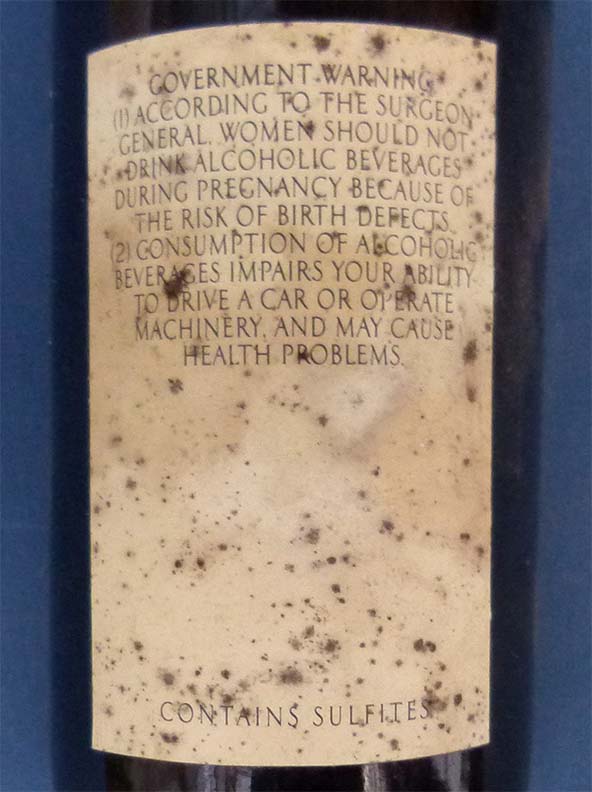 GOVERNMENT WARNING
(1) ACCORDING TO THE SURGEON
GENERAL, WOMEN SHOULD NOT
DRINK ALCOHOLIC BEVERAGES
DURING PREGNANCY BECAUSE OF
THE RISK OF BIRTH DEFECTS.
(2) CONSUMPTION OF ALCOHOLIC
BEVERAGES IMPAIRS YOUR ABILITY
TO DRIVE A CAR OR OPERATE
MACHINERY, AND MAY CAUSE
HEALTH PROBLEMS.
CONTAINS SULFITES